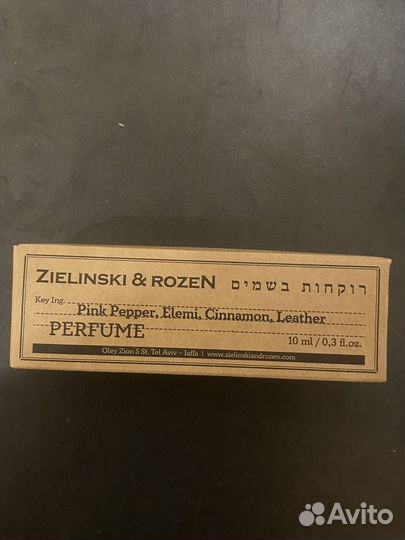 ZIELINSKI & ROZEN רוקחות בשמים
Key Ing. Pink Pepper, Elemi, Cinnamon, Leather
PERFUME 10 ml / 0,3 fl.oz.
Oley Zion 5 St. Tel Aviv - Jaffa | www.zielinskiandrozen.com
Avito